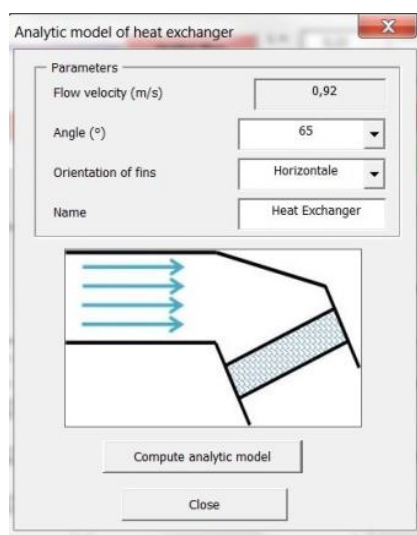 Analytic model of heat exchanger
Parameters
Flow velocity (m/s) 0,92
Angle (°) 65
Orientation of fins Horizontale
Name Heat Exchanger
Compute analytic model
Close